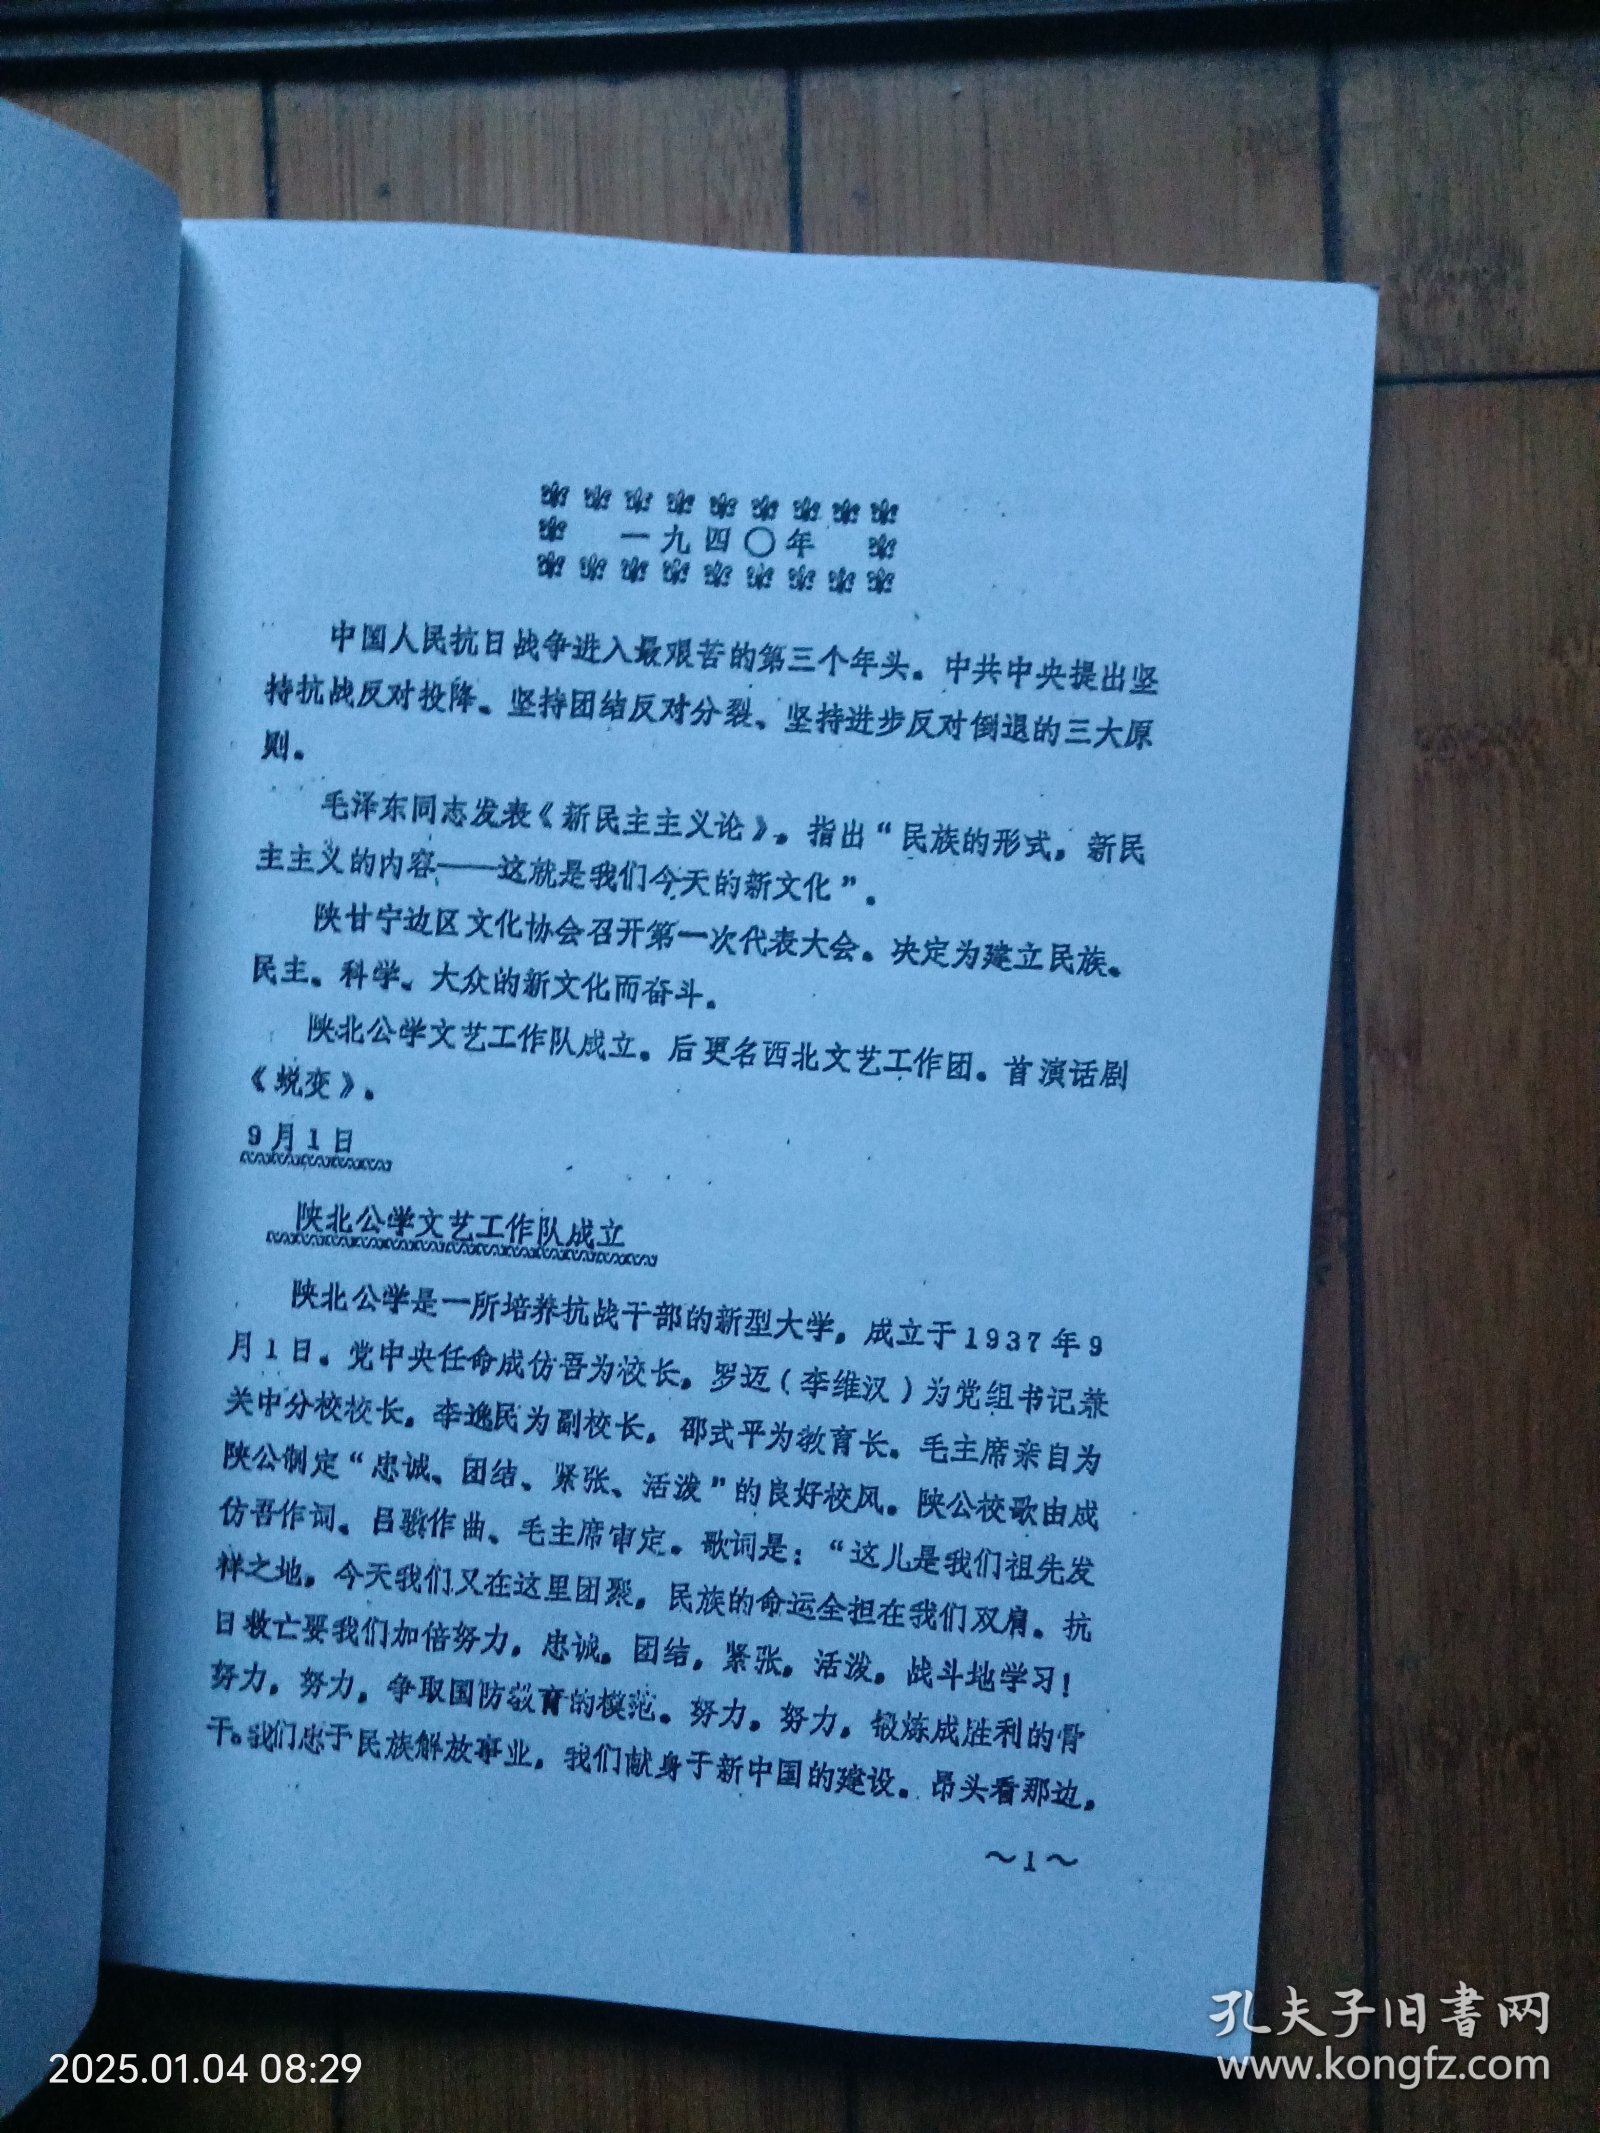 一九四〇年
中国人民抗日战争进入最艰苦的第三个年头。中共中央提出坚
持抗战反对投降、坚持团结反对分裂、坚持进步反对倒退的三大原
则。
毛泽东同志发表《新民主主义论》，指出“民族的形式，新民
主主义的内容——这就是我们今天的新文化”。
陕甘宁边区文化协会召开第一次代表大会。决定为建立民族、
民主、科学、大众的新文化而奋斗。
陕北公学文艺工作队成立。后更名西北文艺工作团。首演话剧
《蜕变》。
9月1日
陕北公学文艺工作队成立
陕北公学是一所培养抗战干部的新型大学，成立于1937年9
月1日。党中央任命成仿吾为校长，罗迈（李维汉）为党组书记兼
关中分校校长，李逸民为副校长，邵式平为教育长。毛主席亲自为
陕公制定“忠诚、团结、紧张、活泼”的良好校风。陕公校歌由成
仿吾作词、吕骥作曲、毛主席审定。歌词是：“这儿是我们祖先发
祥之地，今天我们又在这里团聚，民族的命运全担在我们双肩。抗
日救亡要我们加倍努力，忠诚，团结，紧张，活泼，战斗地学习！
努力，努力，争取国防教育的模范。努力，努力，锻炼成胜利的骨
干。我们忠于民族解放事业，我们献身于新中国的建设。昂头看那边，
～1～
孔夫子旧书网
www.kongfz.com
2025.01.04 08:29